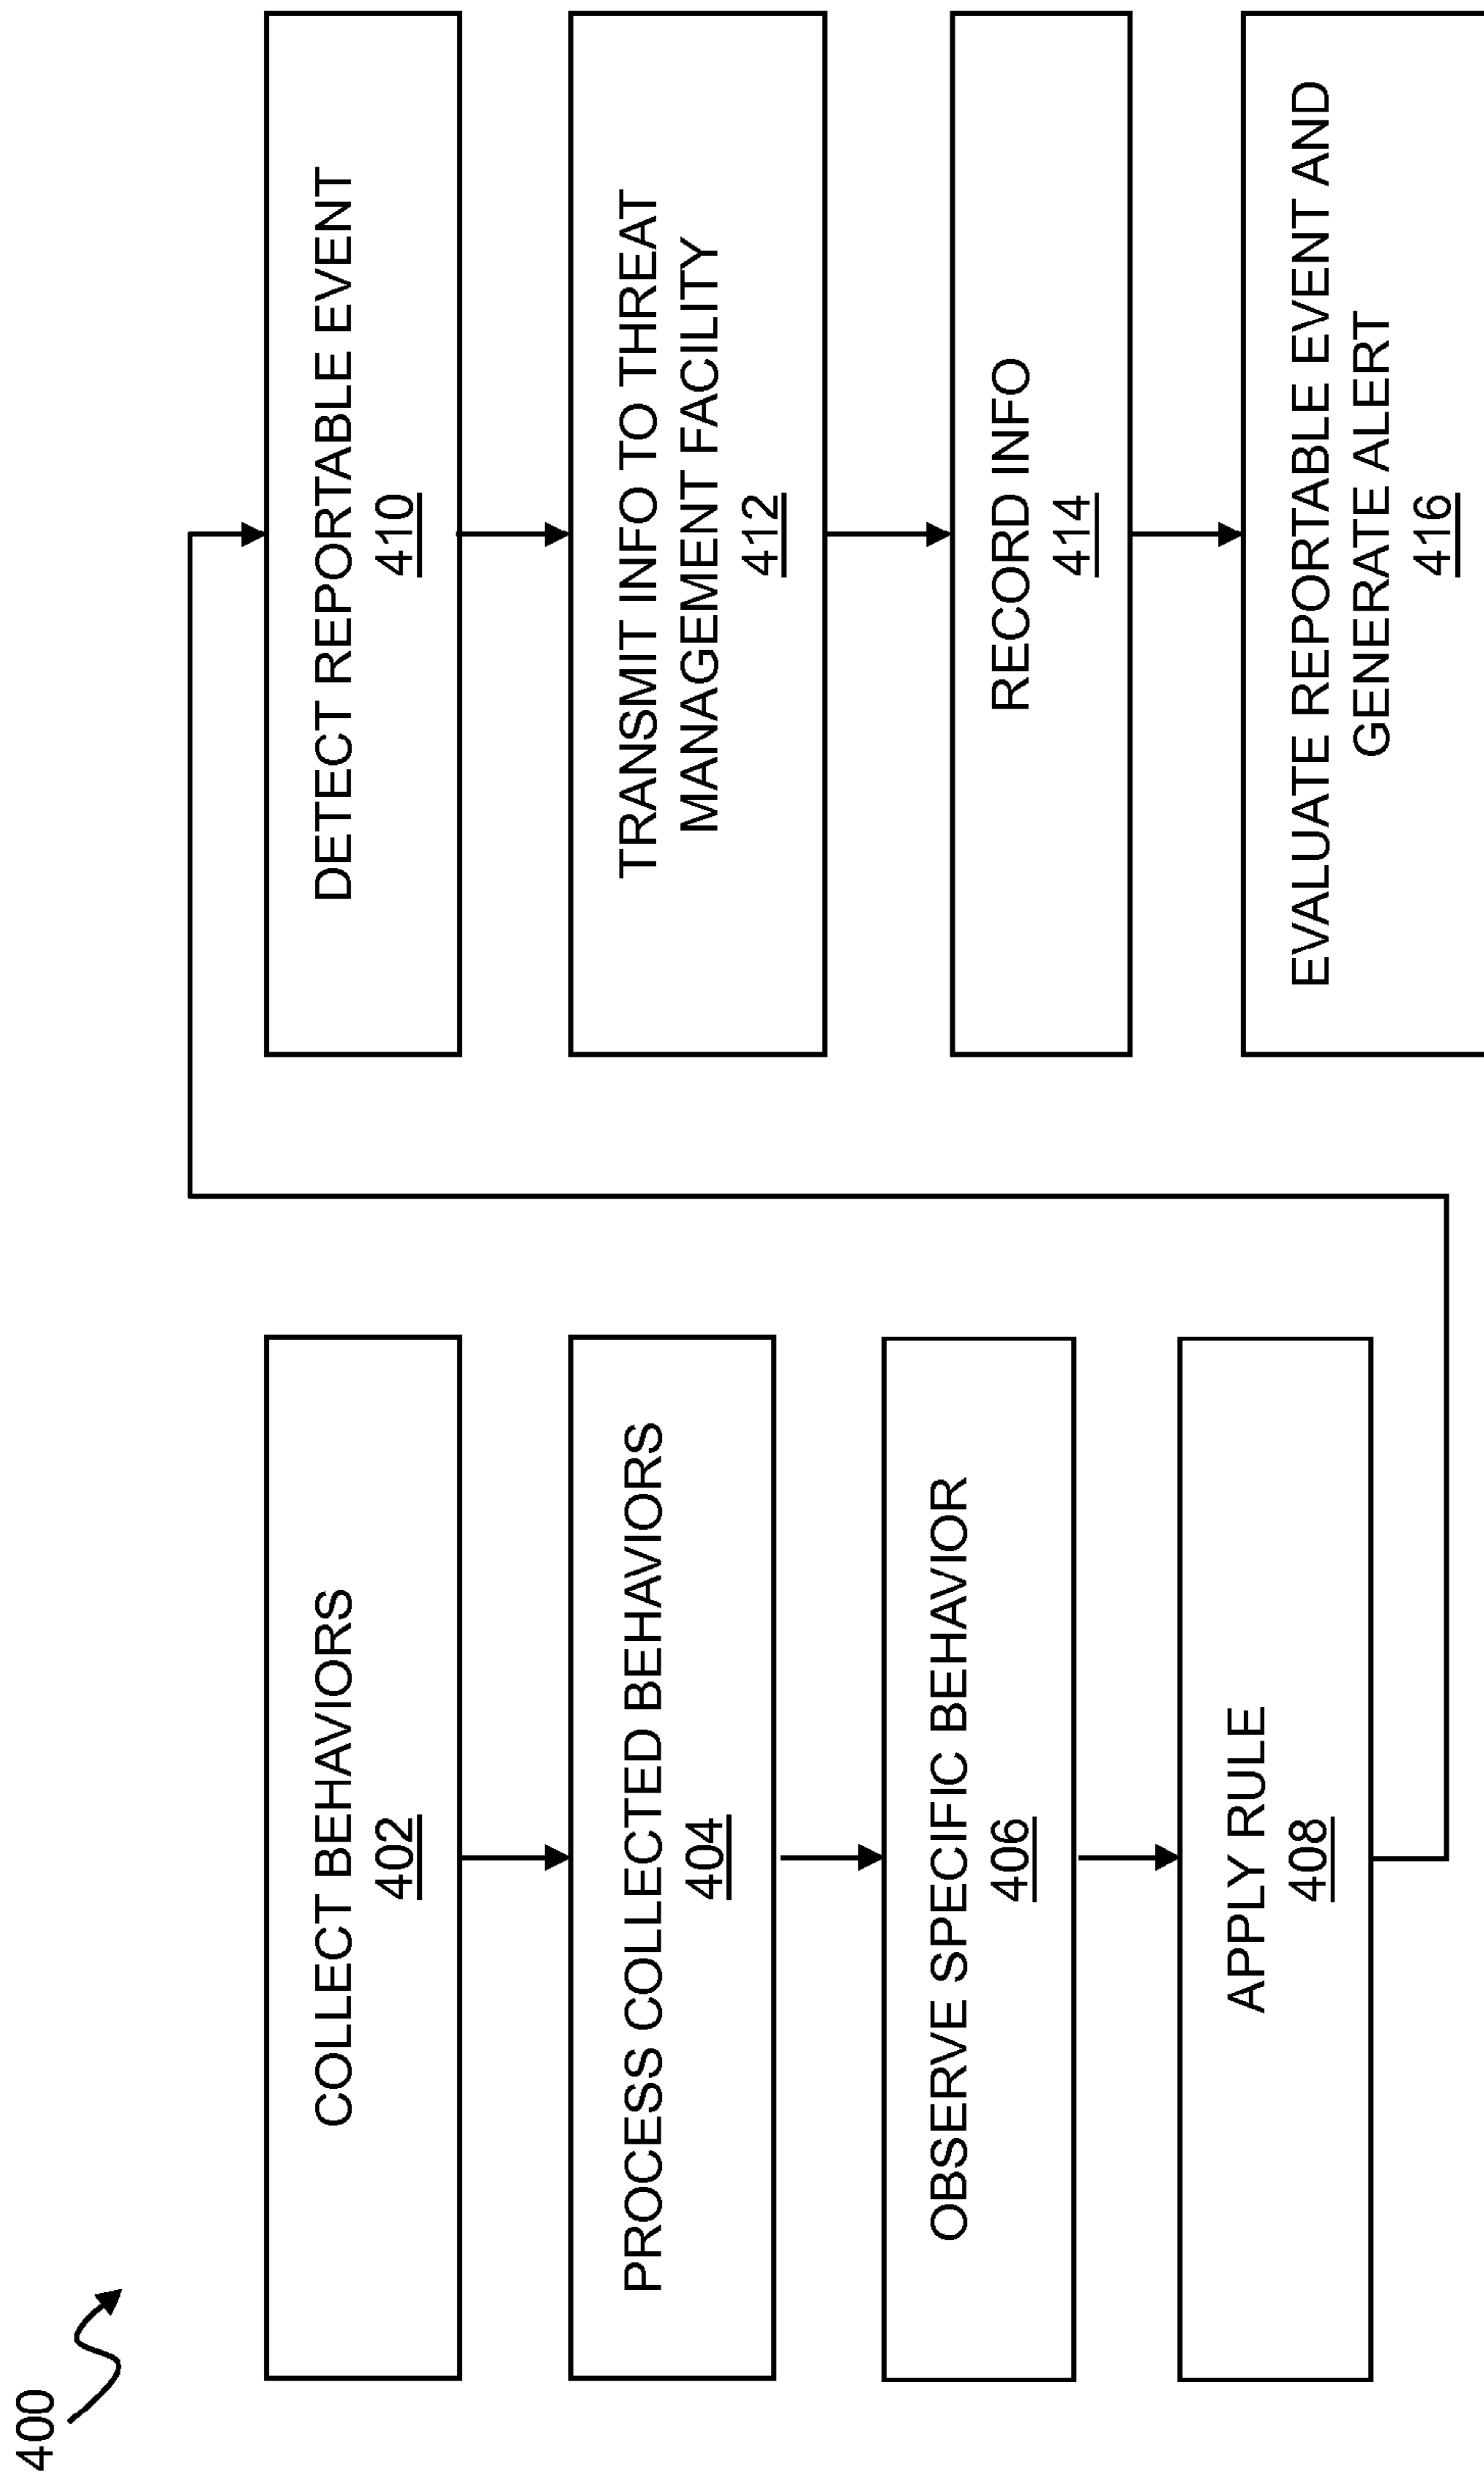 400
COLLECT BEHAVIORS
402
PROCESS COLLECTED BEHAVIORS
404
OBSERVE SPECIFIC BEHAVIOR
406
APPLY RULE
408
DETECT REPORTABLE EVENT
410
TRANSMIT INFO TO THREAT
MANAGEMENT FACILITY
412
RECORD INFO
414
EVALUATE REPORTABLE EVENT AND
GENERATE ALERT
416